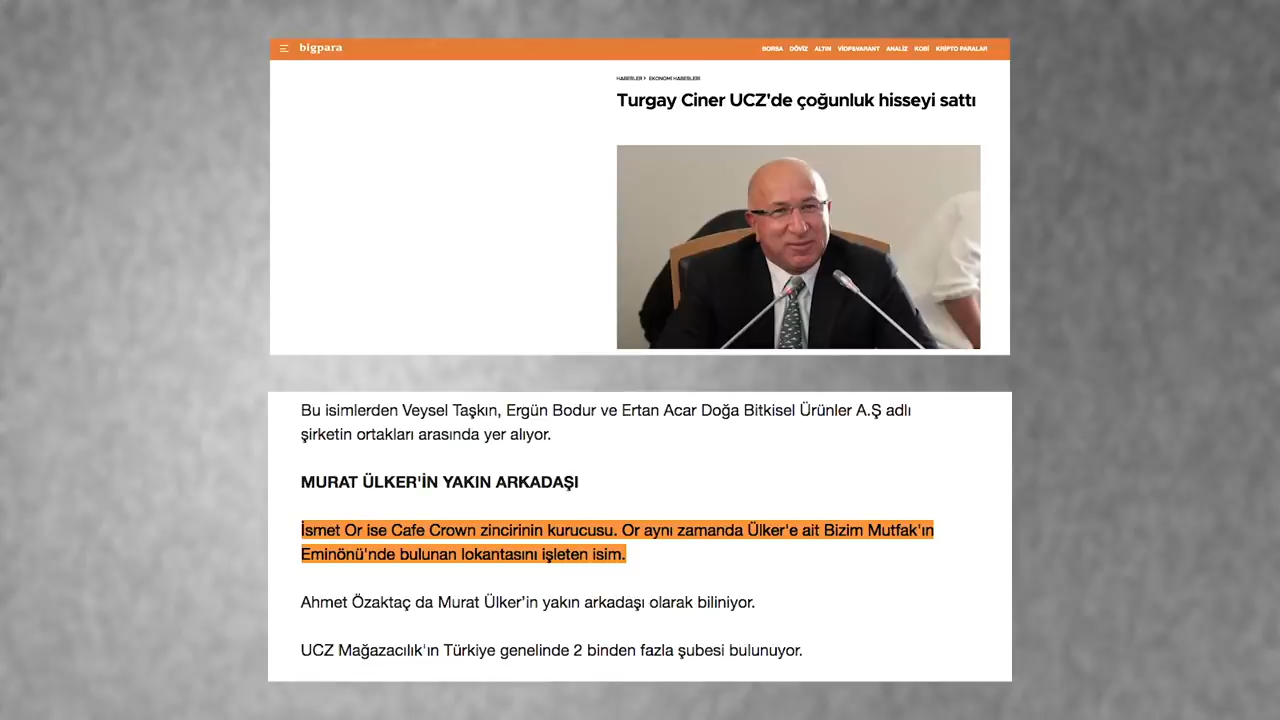 bigpara
BORSA DÖVİZ ALTIN VİOP&VARANT ANALİZ KOBİ KRİPTO PARALAR
HABERLER > EKONOMİ HABERLERİ
Turgay Ciner UCZ'de çoğunluk hisseyi sattı
Bu isimlerden Veysel Taşkın, Ergün Bodur ve Ertan Acar Doğa Bitkisel Ürünler A.Ş adlı
şirketin ortakları arasında yer alıyor.
MURAT ÜLKER'İN YAKIN ARKADAŞI
İsmet Or ise Cafe Crown zincirinin kurucusu. Or aynı zamanda Ülker'e ait Bizim Mutfak'ın
Eminönü'nde bulunan lokantasını işleten isim.
Ahmet Özaktaç da Murat Ülker’in yakın arkadaşı olarak biliniyor.
UCZ Mağazacılık'ın Türkiye genelinde 2 binden fazla şubesi bulunuyor.